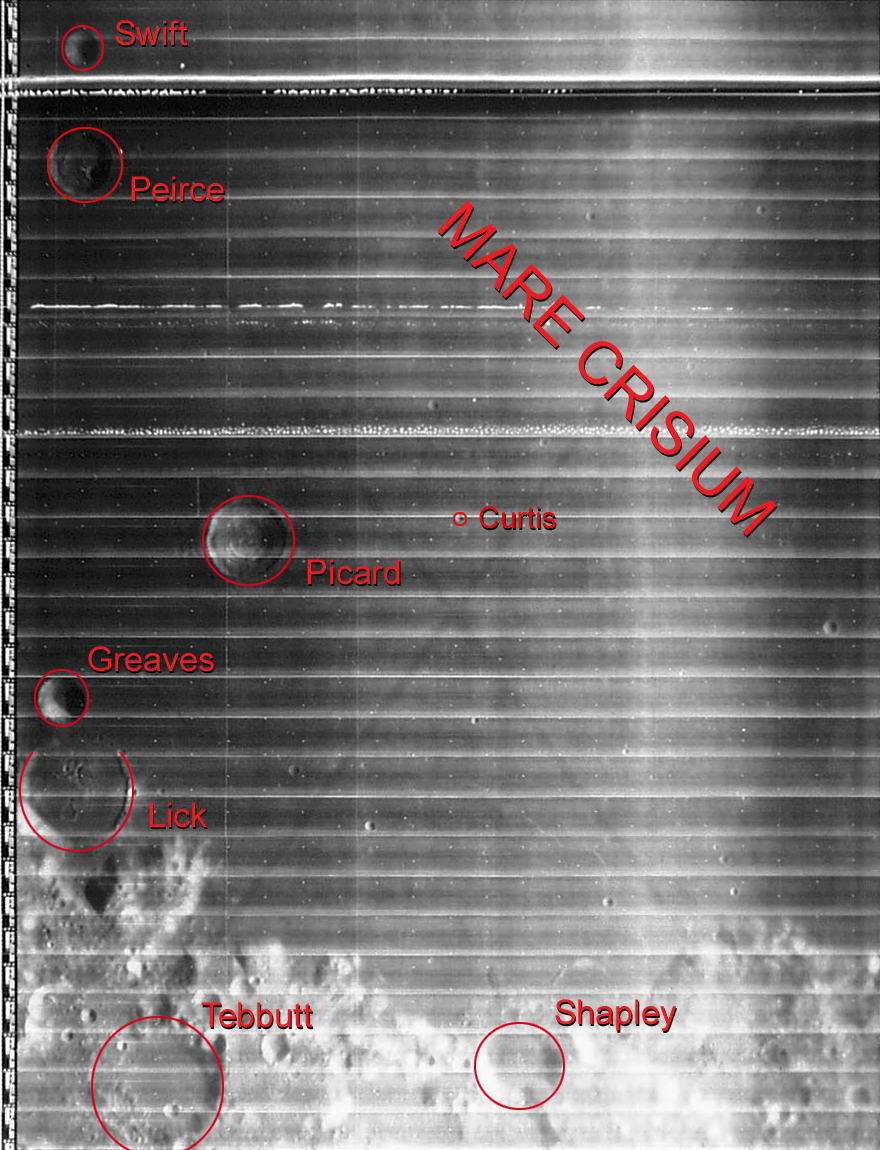 Swift
Peirce
MARE CRISIUM
Curtis
Picard
Greaves
Lick
Tebbutt
Shapley